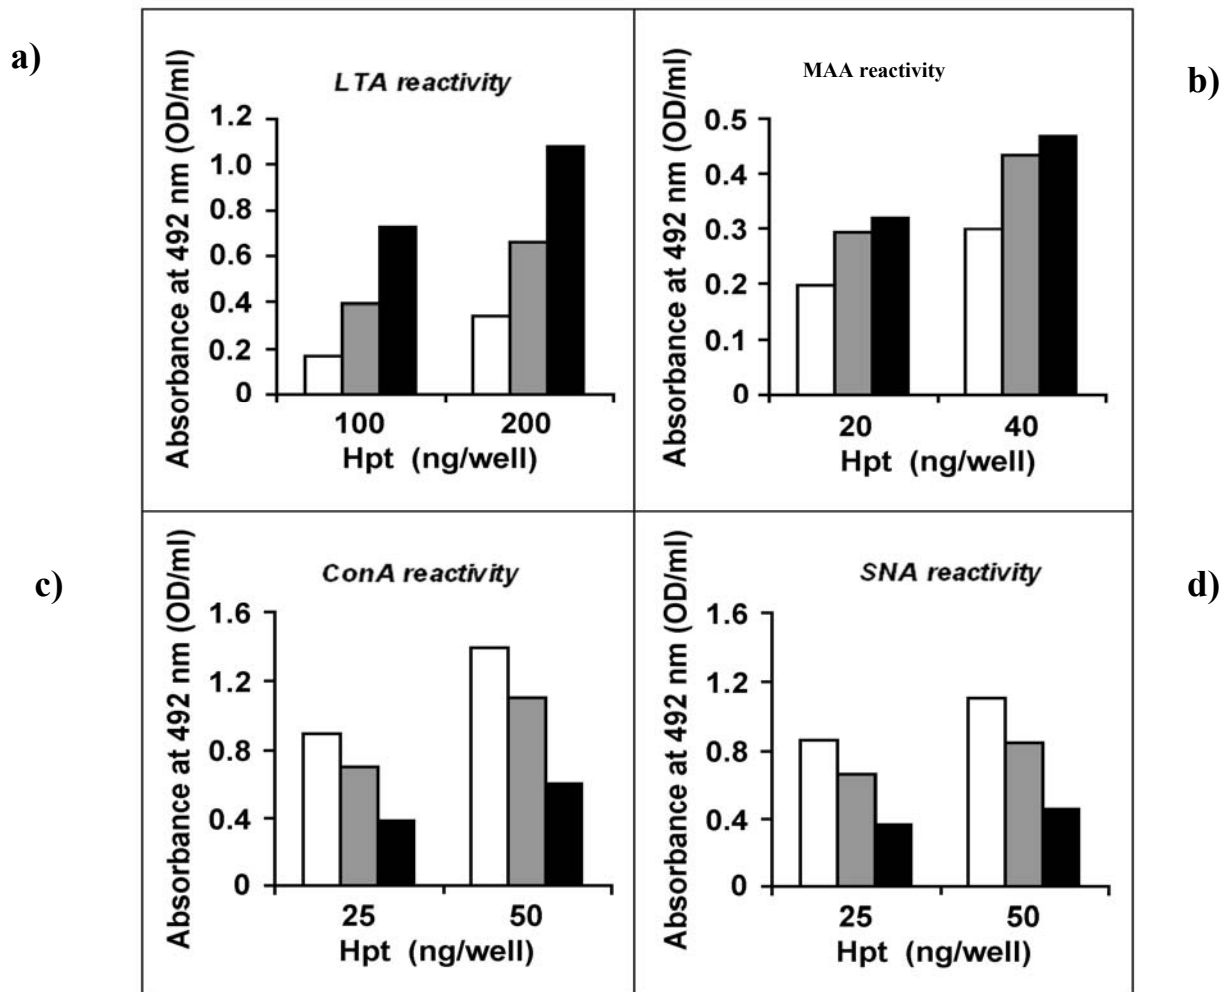 a)
LTA reactivity
Absorbance at 492 nm (OD/ml)
1.2
1.0
0.8
0.6
0.4
0.2
0
100 200
Hpt (ng/well)
b)
MAA reactivity
Absorbance at 492 nm (OD/ml)
0.5
0.4
0.3
0.2
0.1
0
20 40
Hpt (ng/well)
c)
ConA reactivity
Absorbance at 492 nm (OD/ml)
1.6
1.2
0.8
0.4
0
25 50
Hpt (ng/well)
d)
SNA reactivity
Absorbance at 492 nm (OD/ml)
1.6
1.2
0.8
0.4
0
25 50
Hpt (ng/well)